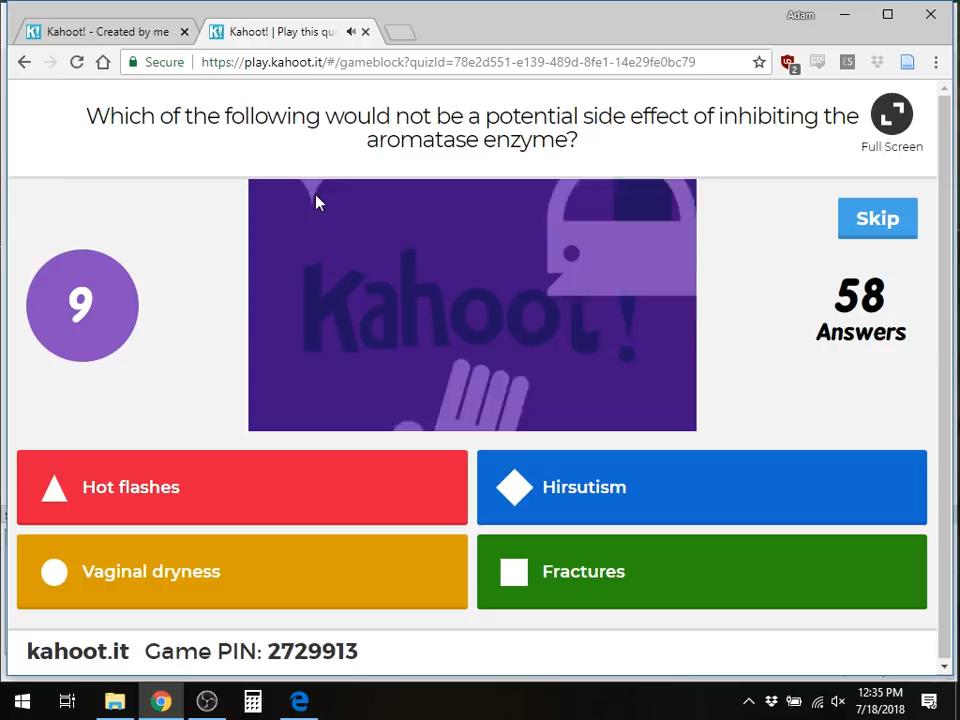 Adam
Kahoot! - Created by me
Kahoot! | Play this qu
Secure
https://play.kahoot.it/#/gameblock?quizId=78e2d551-e139-489d-8fe1-14e29fe0bc79
2
ES
Which of the following would not be a potential side effect of inhibiting the
aromatase enzyme?
Full Screen
Kahoot!
Skip
9
58
Answers
Hot flashes
Hirsutism
Vaginal dryness
Fractures
kahoot.it Game PIN: 2729913
12:35 PM
7/18/2018